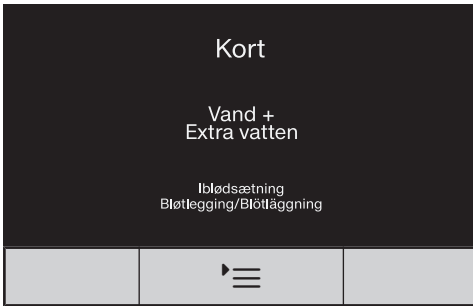 Kort
Vand +
Extra vatten
Iblødsætning
Bløtlegging/Blötläggning